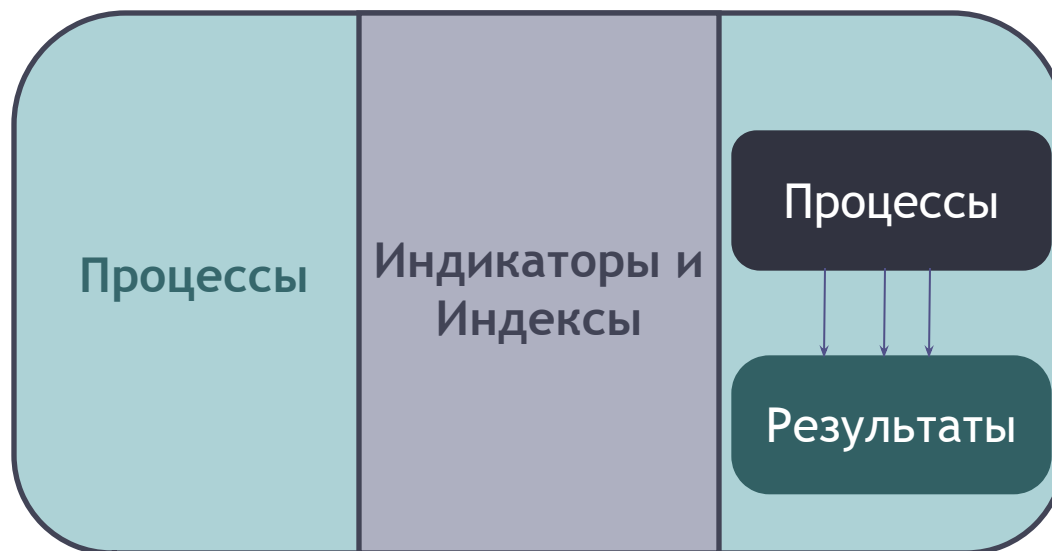 Процессы
Индикаторы и
Индексы
Процессы
Результаты